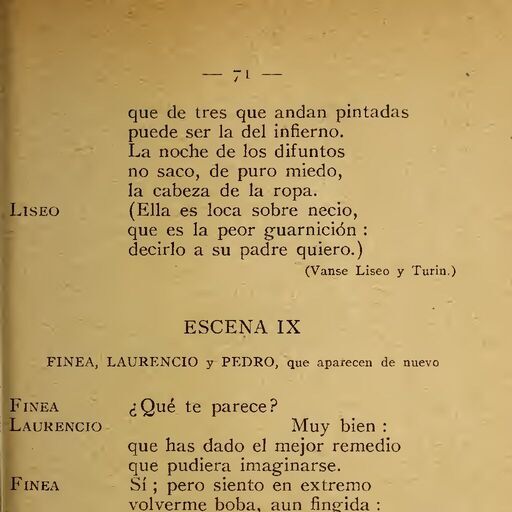 — 71 —
que de tres que andan pintadas
puede ser la del infierno.
La noche de los difuntos
no saco, de puro miedo,
la cabeza de la ropa.
LISEO (Ella es loca sobre necio,
que es la peor guarnición :
decirlo a su padre quiero.)
(Vanse Liseo y Turin.)
ESCENA IX
FINEA, LAURENCIO y PEDRO, que aparecen de nuevo
FINEA ¿Qué te parece?
LAURENCIO Muy bien :
que has dado el mejor remedio
que pudiera imaginarse.
FINEA Sí ; pero siento en extremo
volverme boba, aun fingida :